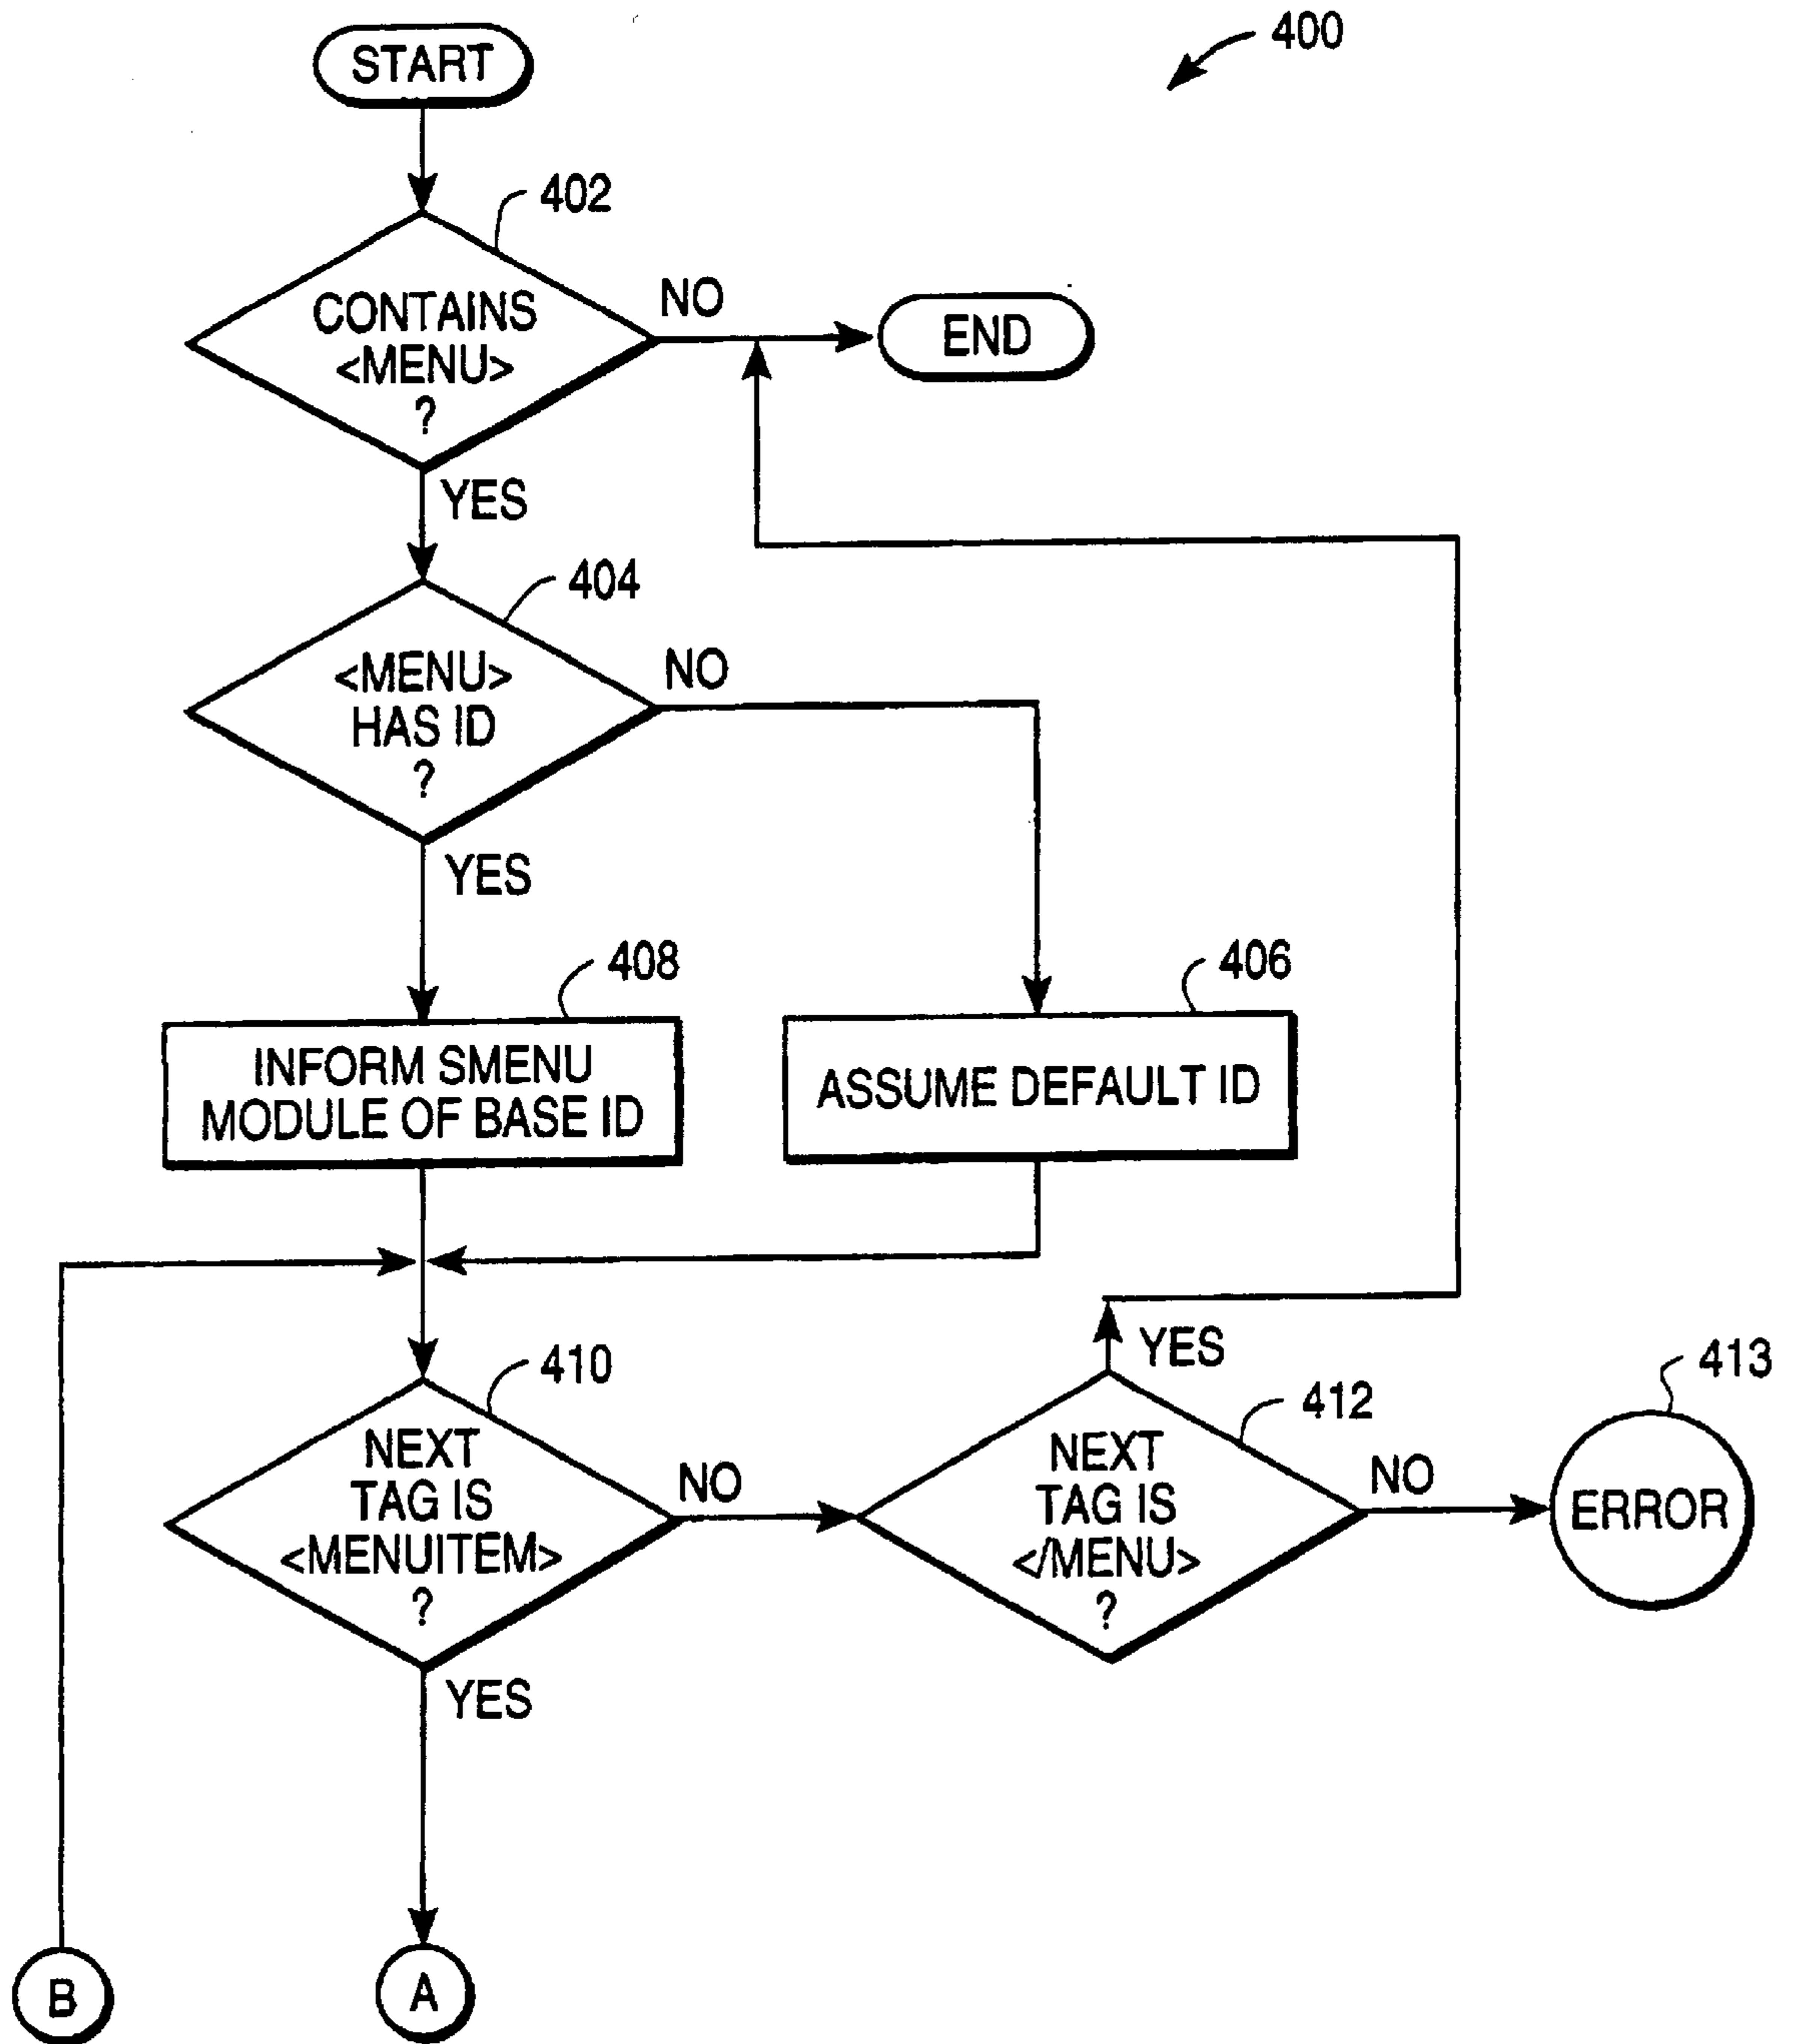 START
400
402
CONTAINS
<MENU>
?
NO
END
YES
404
<MENU>
HAS ID
?
NO
YES
408
INFORM SMENU
MODULE OF BASE ID
406
ASSUME DEFAULT ID
410
NEXT
TAG IS
<MENUITEM>
?
NO
YES
412
NEXT
TAG IS
</MENU>
?
YES
NO
413
ERROR
B
A